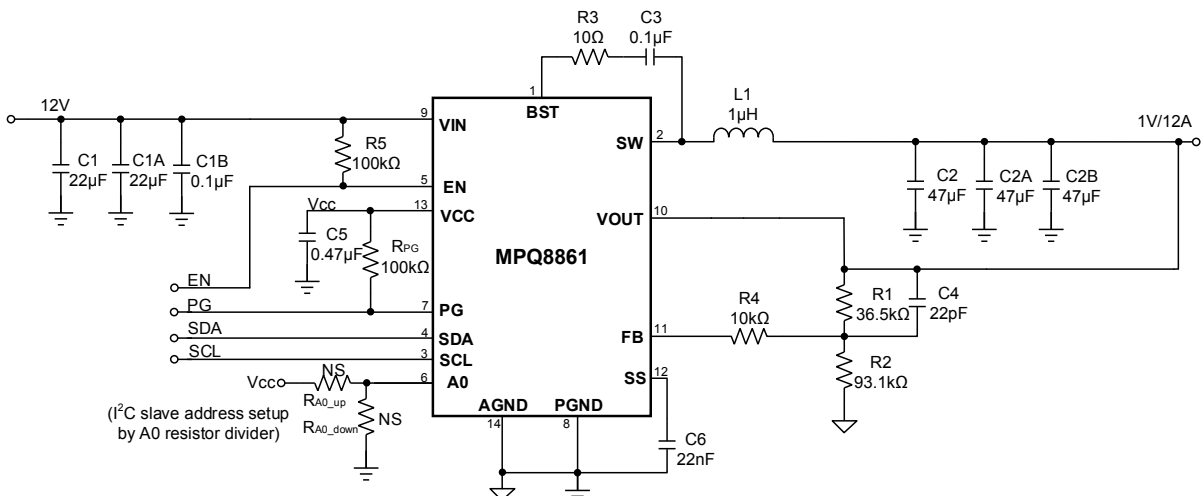 R3
10Ω
C3
0.1µF
1
BST
12V
9
VIN
C1
22µF
C1A
22µF
C1B
0.1µF
R5
100kΩ
5
EN
Vcc
13
VCC
C5
0.47µF
RPG
100kΩ
MPQ8861
SW
2
L1
1µH
1V/12A
C2
47µF
C2A
47µF
C2B
47µF
VOUT
10
R1
36.5kΩ
C4
22pF
R4
10kΩ
FB
11
R2
93.1kΩ
SS
12
C6
22nF
EN
PG
7
PG
SDA
4
SDA
SCL
3
SCL
Vcc
NS
6
A0
RA0_up
RA0_down
NS
(I²C slave address setup
by A0 resistor divider)
AGND
14
PGND
8